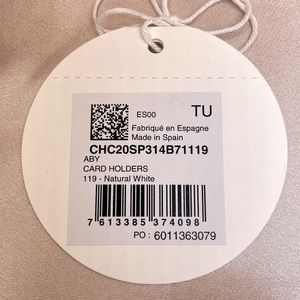 ES00
TU
Fabriqué en Espagne
Made in Spain
CHC20SP314B71119
ABY
CARD HOLDERS
119 - Natural White
7 613385 374098
PO : 6011363079